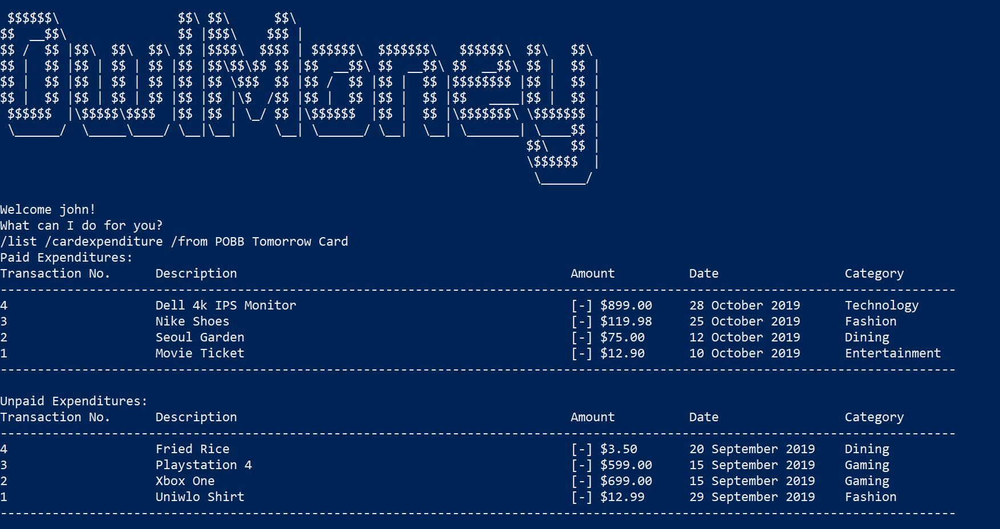 $$$$$$\                $$\ $$\      $$\
$$  __$$\               $$ |$$$\    $$$ |
$$ /  $$ |$$\  $$\  $$\ $$ |$$$$\  $$$$ | $$$$$$\  $$$$$$$\   $$$$$$\  $$\   $$\
$$ |  $$ |$$ | $$ | $$ |$$ |$$\$$\$$ $$ |$$  __$$\ $$  __$$\ $$  __$$\ $$ |  $$ |
$$ |  $$ |$$ | $$ | $$ |$$ |$$ \$$$  $$ |$$ /  $$ |$$ |  $$ |$$$$$$$$ |$$ |  $$ |
$$ |  $$ |$$ | $$ | $$ |$$ |$$ |\$  /$$ |$$ |  $$ |$$ |  $$ |$$   ____|$$ |  $$ |
 $$$$$$  |\$$$$$\$$$$  |$$ |$$ | \_/ $$ |\$$$$$$  |$$ |  $$ |\$$$$$$$\ \$$$$$$$ |
 \______/  \_____\____/ \__|\__|     \__| \______/ \__|  \__| \_______| \____$$ |
                                                                       $$\   $$ |
                                                                       \$$$$$$  |
                                                                        \______/
Welcome john!
What can I do for you?
/list /cardexpenditure /from POBB Tomorrow Card
Paid Expenditures:
Transaction No. Description Amount Date Category
4 Dell 4k IPS Monitor [-] $899.00 28 October 2019 Technology
3 Nike Shoes [-] $119.98 25 October 2019 Fashion
2 Seoul Garden [-] $75.00 12 October 2019 Dining
1 Movie Ticket [-] $12.90 10 October 2019 Entertainment
Unpaid Expenditures:
Transaction No. Description Amount Date Category
4 Fried Rice [-] $3.50 20 September 2019 Dining
3 Playstation 4 [-] $599.00 15 September 2019 Gaming
2 Xbox One [-] $699.00 15 September 2019 Gaming
1 Uniwlo Shirt [-] $12.99 29 September 2019 Fashion